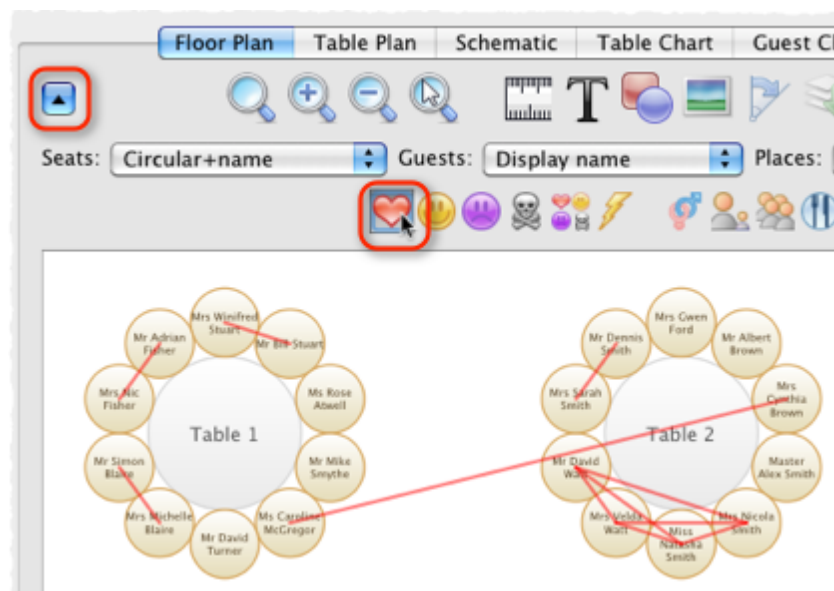 Floor Plan Table Plan Schematic Table Chart Guest C
T
Seats: Circular+name Guests: Display name Places:
Mrs Winifred
Stuart
Mr Bill Stuart
Mr Adrian
Fisher
Mrs Nic
Fisher
Ms Rose
Atwell
Table 1
Mr Simon
Blaire
Mr Mike
Smythe
Mrs Michelle
Blaire
Ms Caroline
McGregor
Mr David
Turner
Mrs Gwen
Ford
Mr Dennis
Smith
Mr Albert
Brown
Mrs Sarah
Smith
Mrs
Cynthia
Brown
Table 2
Mr David
Watt
Master
Alex Smith
Mrs Velda
Watt
Mrs Nicola
Smith
Miss
Natasha
Smith